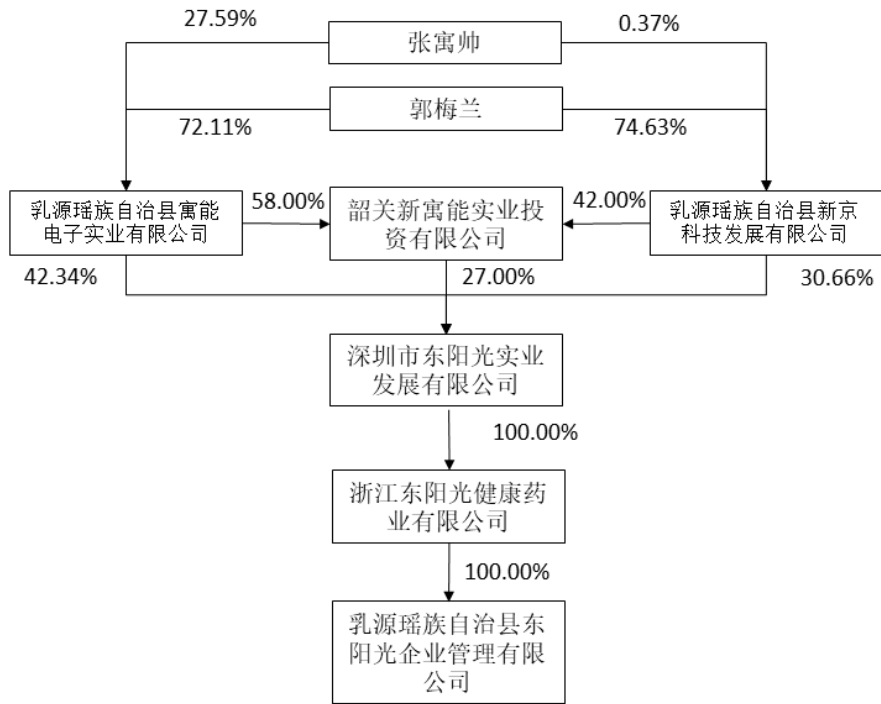 27.59%
张寓帅
0.37%
郭梅兰
72.11%
74.63%
乳源瑶族自治县寓能
电子实业有限公司
58.00%
韶关新寓能实业投
资有限公司
42.00%
乳源瑶族自治县新京
科技发展有限公司
42.34%
27.00%
30.66%
深圳市东阳光实业
发展有限公司
100.00%
浙江东阳光健康药
业有限公司
100.00%
乳源瑶族自治县东
阳光企业管理有限
公司